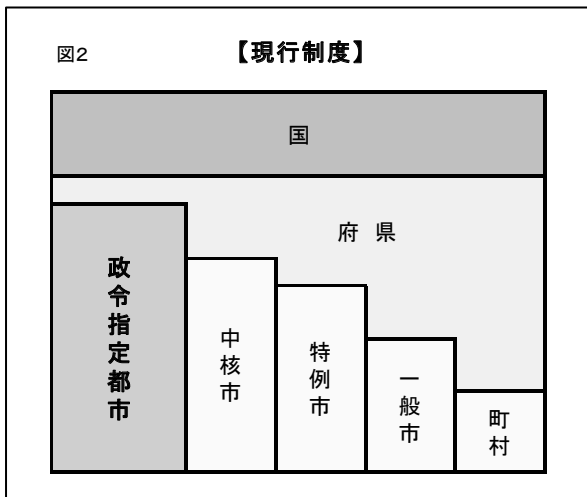 図2
【現行制度】
国
府 県
政令指定都市
中核市
特例市
一般市
町村